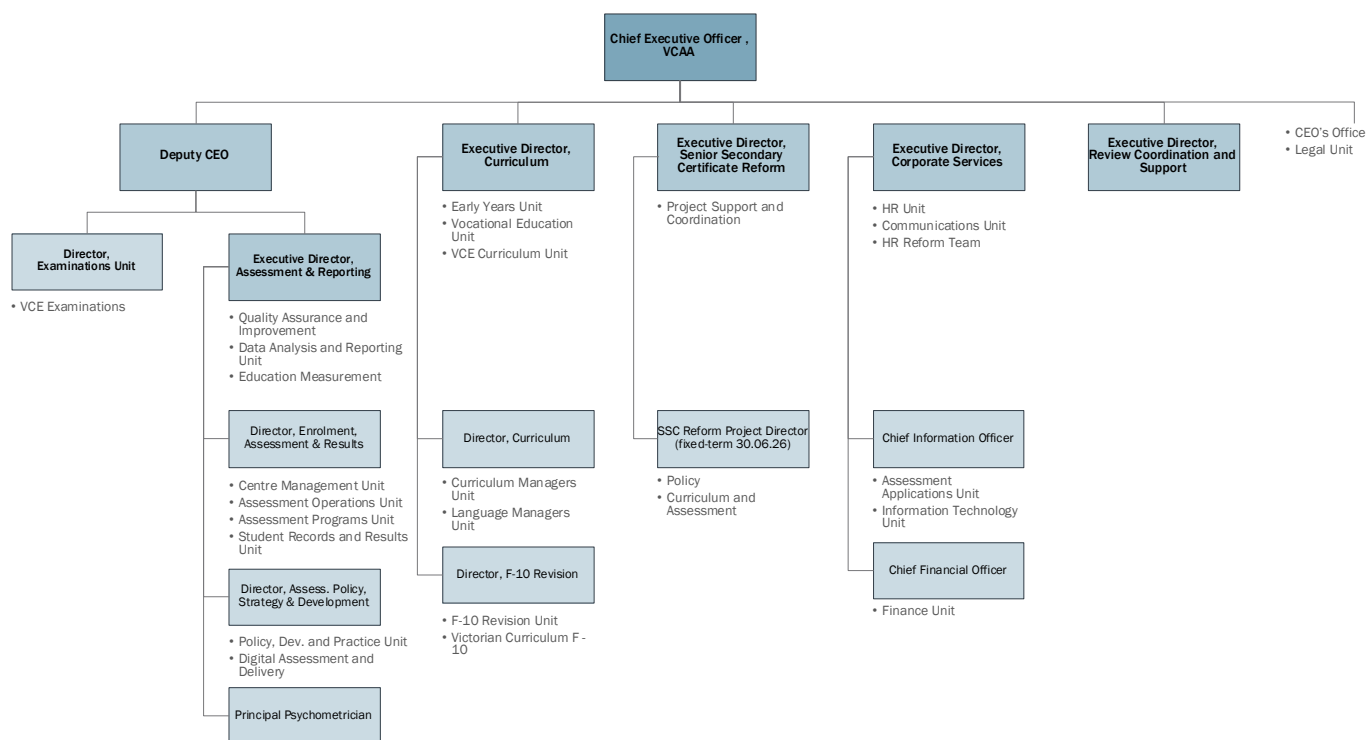 Chief Executive Officer ,
VCAA
Deputy CEO
Executive Director,
Curriculum
Executive Director,
Senior Secondary
Certificate Reform
Executive Director,
Corporate Services
Executive Director,
Review Coordination and
Support
• CEO's Office
• Legal Unit
Director,
Examinations Unit
• VCE Examinations
Executive Director,
Assessment & Reporting
• Quality Assurance and
Improvement
• Data Analysis and Reporting
Unit
• Education Measurement
Director, Enrolment,
Assessment & Results
• Centre Management Unit
• Assessment Operations Unit
• Assessment Programs Unit
• Student Records and Results
Unit
Director, Assess. Policy,
Strategy & Development
• Policy, Dev. and Practice Unit
• Digital Assessment and
Delivery
Principal Psychometrician
• Early Years Unit
• Vocational Education
Unit
• VCE Curriculum Unit
Director, Curriculum
• Curriculum Managers
Unit
• Language Managers
Unit
Director, F-10 Revision
• F-10 Revision Unit
• Victorian Curriculum F -
10
• Project Support and
Coordination
SSC Reform Project Director
(fixed-term 30.06.26)
• Policy
• Curriculum and
Assessment
• HR Unit
• Communications Unit
• HR Reform Team
Chief Information Officer
• Assessment
Applications Unit
• Information Technology
Unit
Chief Financial Officer
• Finance Unit